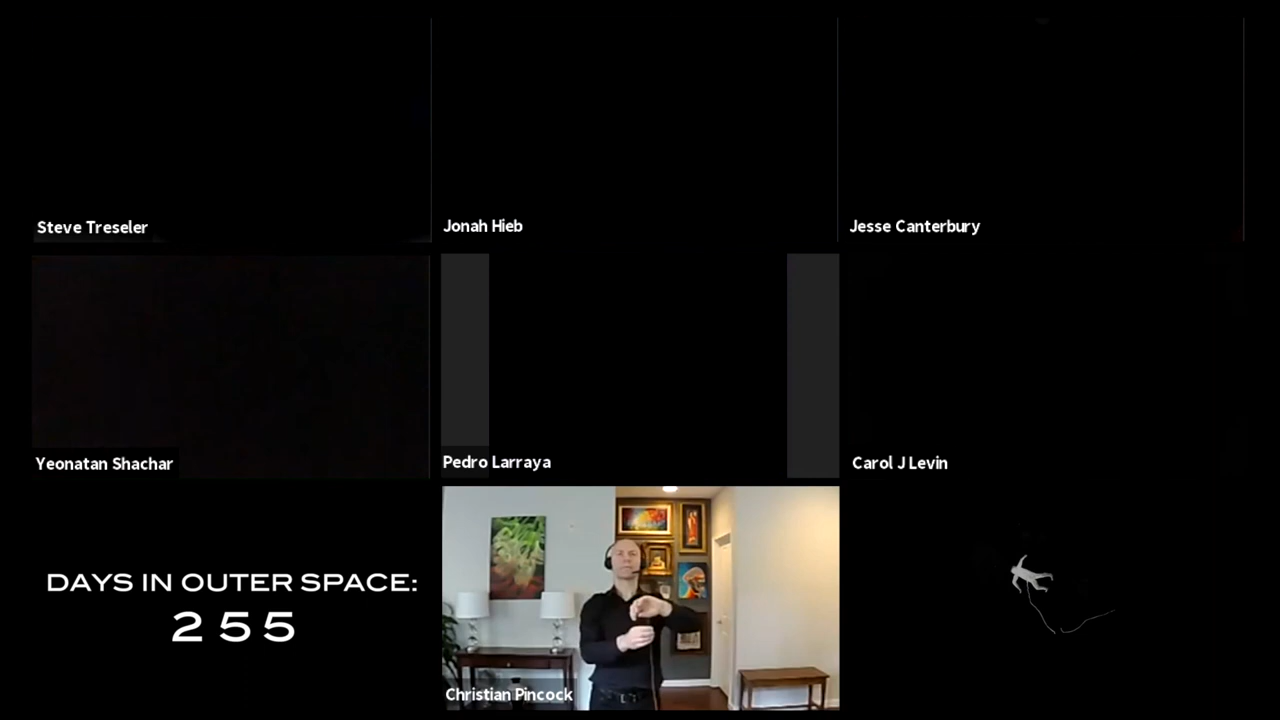 Steve Treseler
Jonah Hieb
Jesse Canterbury
Yeonatan Shachar
Pedro Larraya
Carol J Levin
DAYS IN OUTER SPACE:
255
Christian Pincock